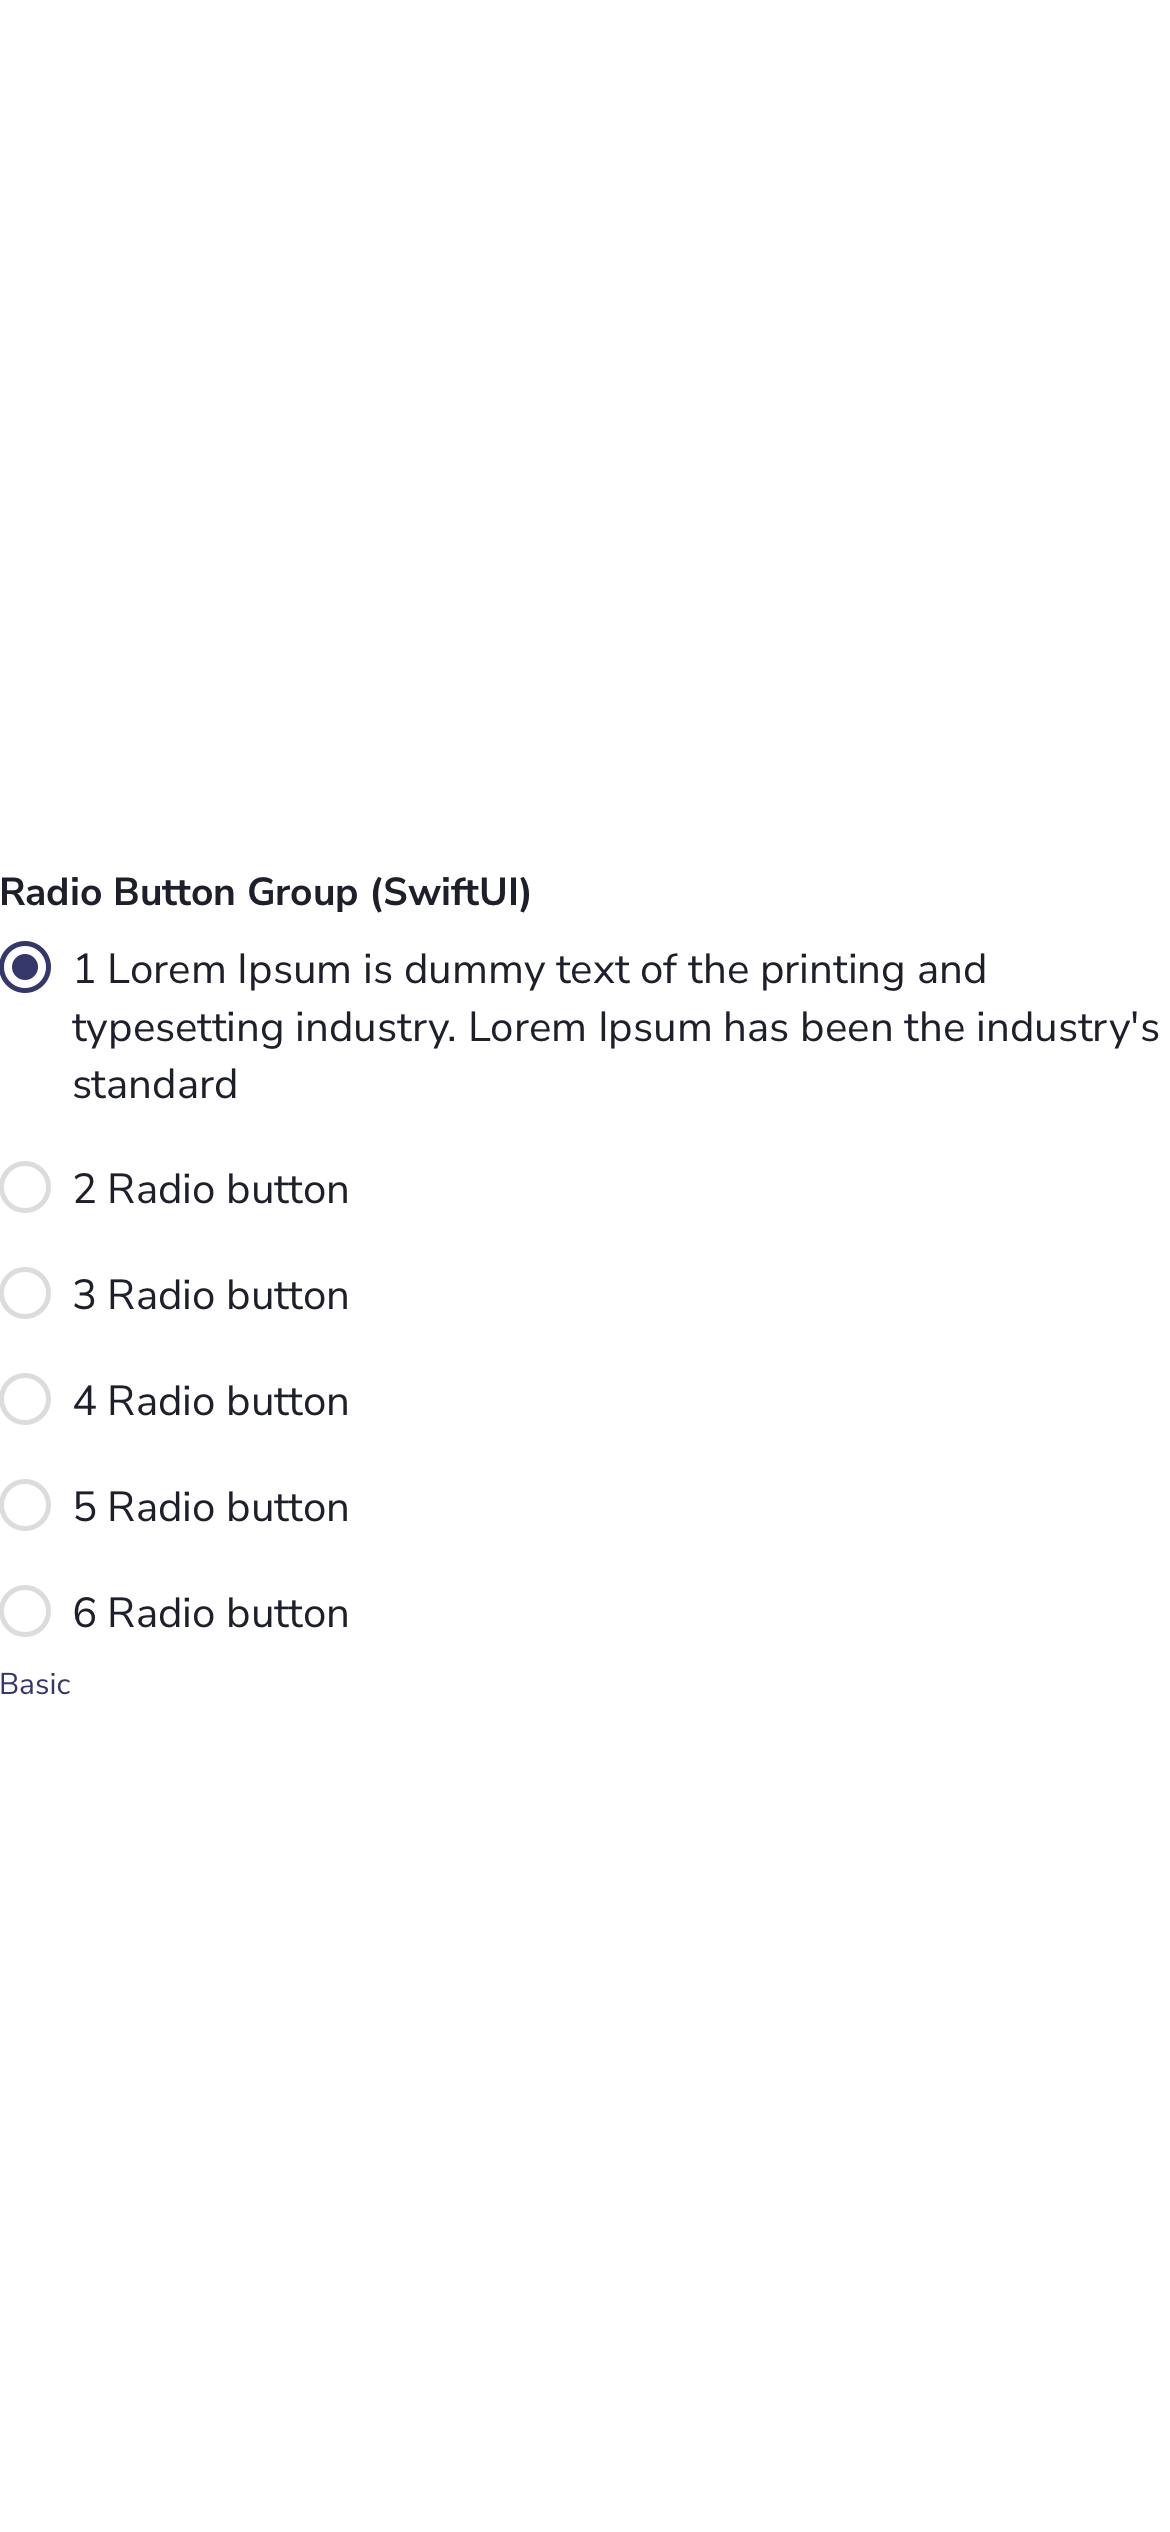 Radio Button Group (SwiftUI)
1 Lorem Ipsum is dummy text of the printing and
typesetting industry. Lorem Ipsum has been the industry's
standard
2 Radio button
3 Radio button
4 Radio button
5 Radio button
6 Radio button
Basic